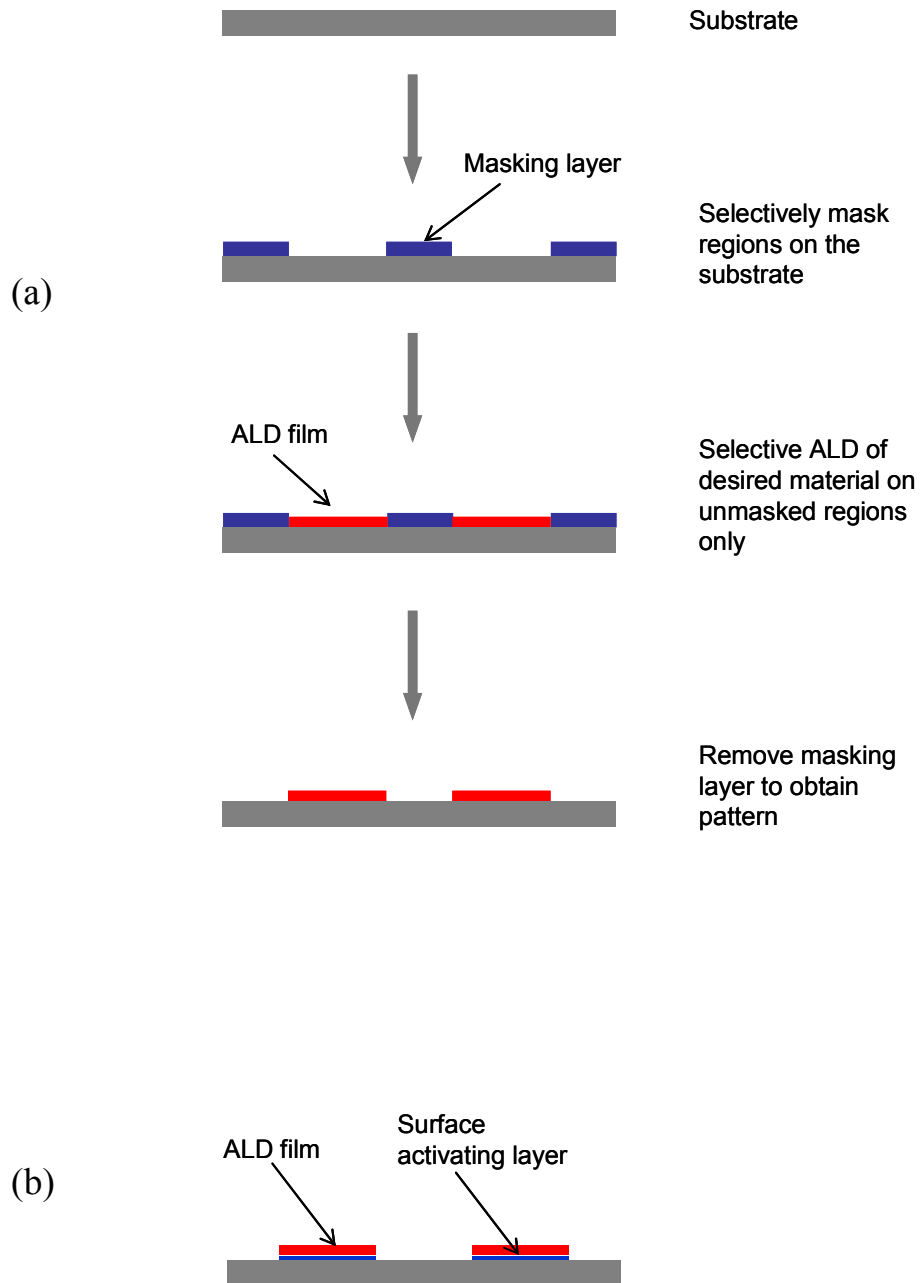 Substrate
Masking layer
Selectively mask
regions on the
substrate
(a)
ALD film
Selective ALD of
desired material on
unmasked regions
only
Remove masking
layer to obtain
pattern
Surface
activating layer
ALD film
(b)